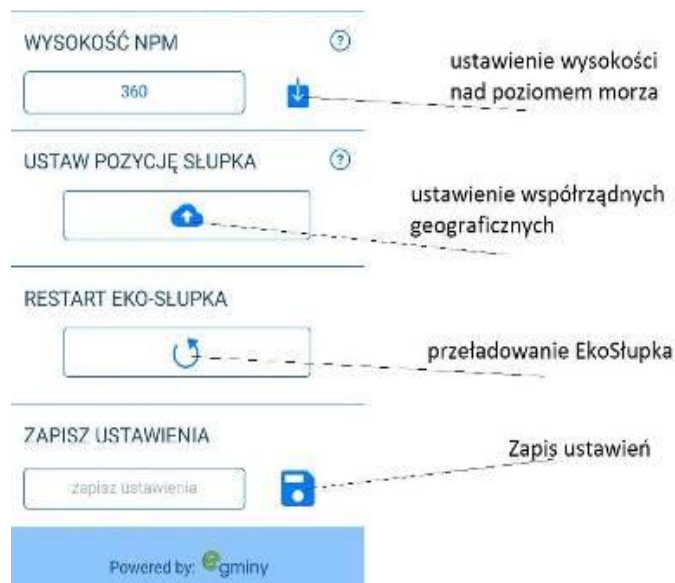 WYSOKOŚĆ NPM
360
ustawienie wysokości
nad poziomem morza
USTAW POZYCJĘ SŁUPKA
ustawienie współrządnych
geograficznych
RESTART EKO-SŁUPKA
przeładowanie EkoSłupka
ZAPISZ USTAWIENIA
zapisz ustawienia
Zapis ustawień
Powered by: egminy